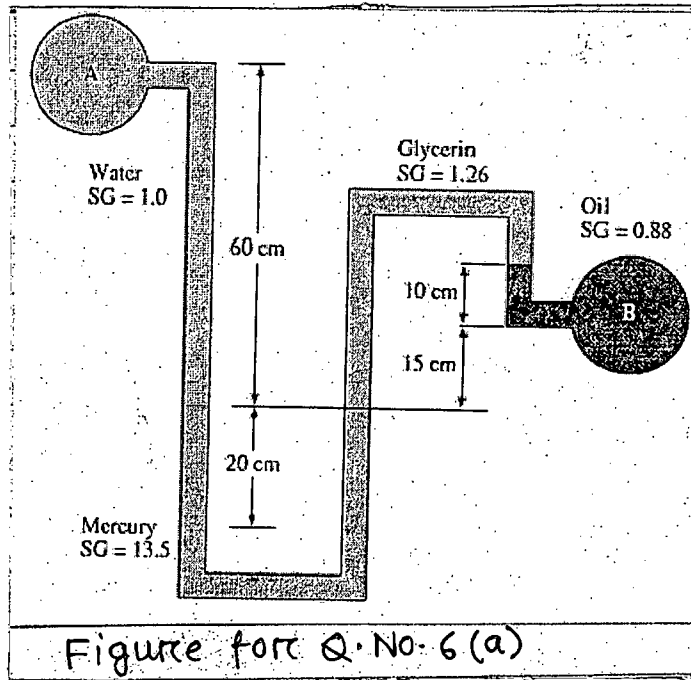 A
Water
SG = 1.0
60 cm
Glycerin
SG = 1.26
Oil
SG = 0.88
10 cm
B
15 cm
20 cm
Mercury
SG = 13.5
Figure for Q. No. 6 (a)